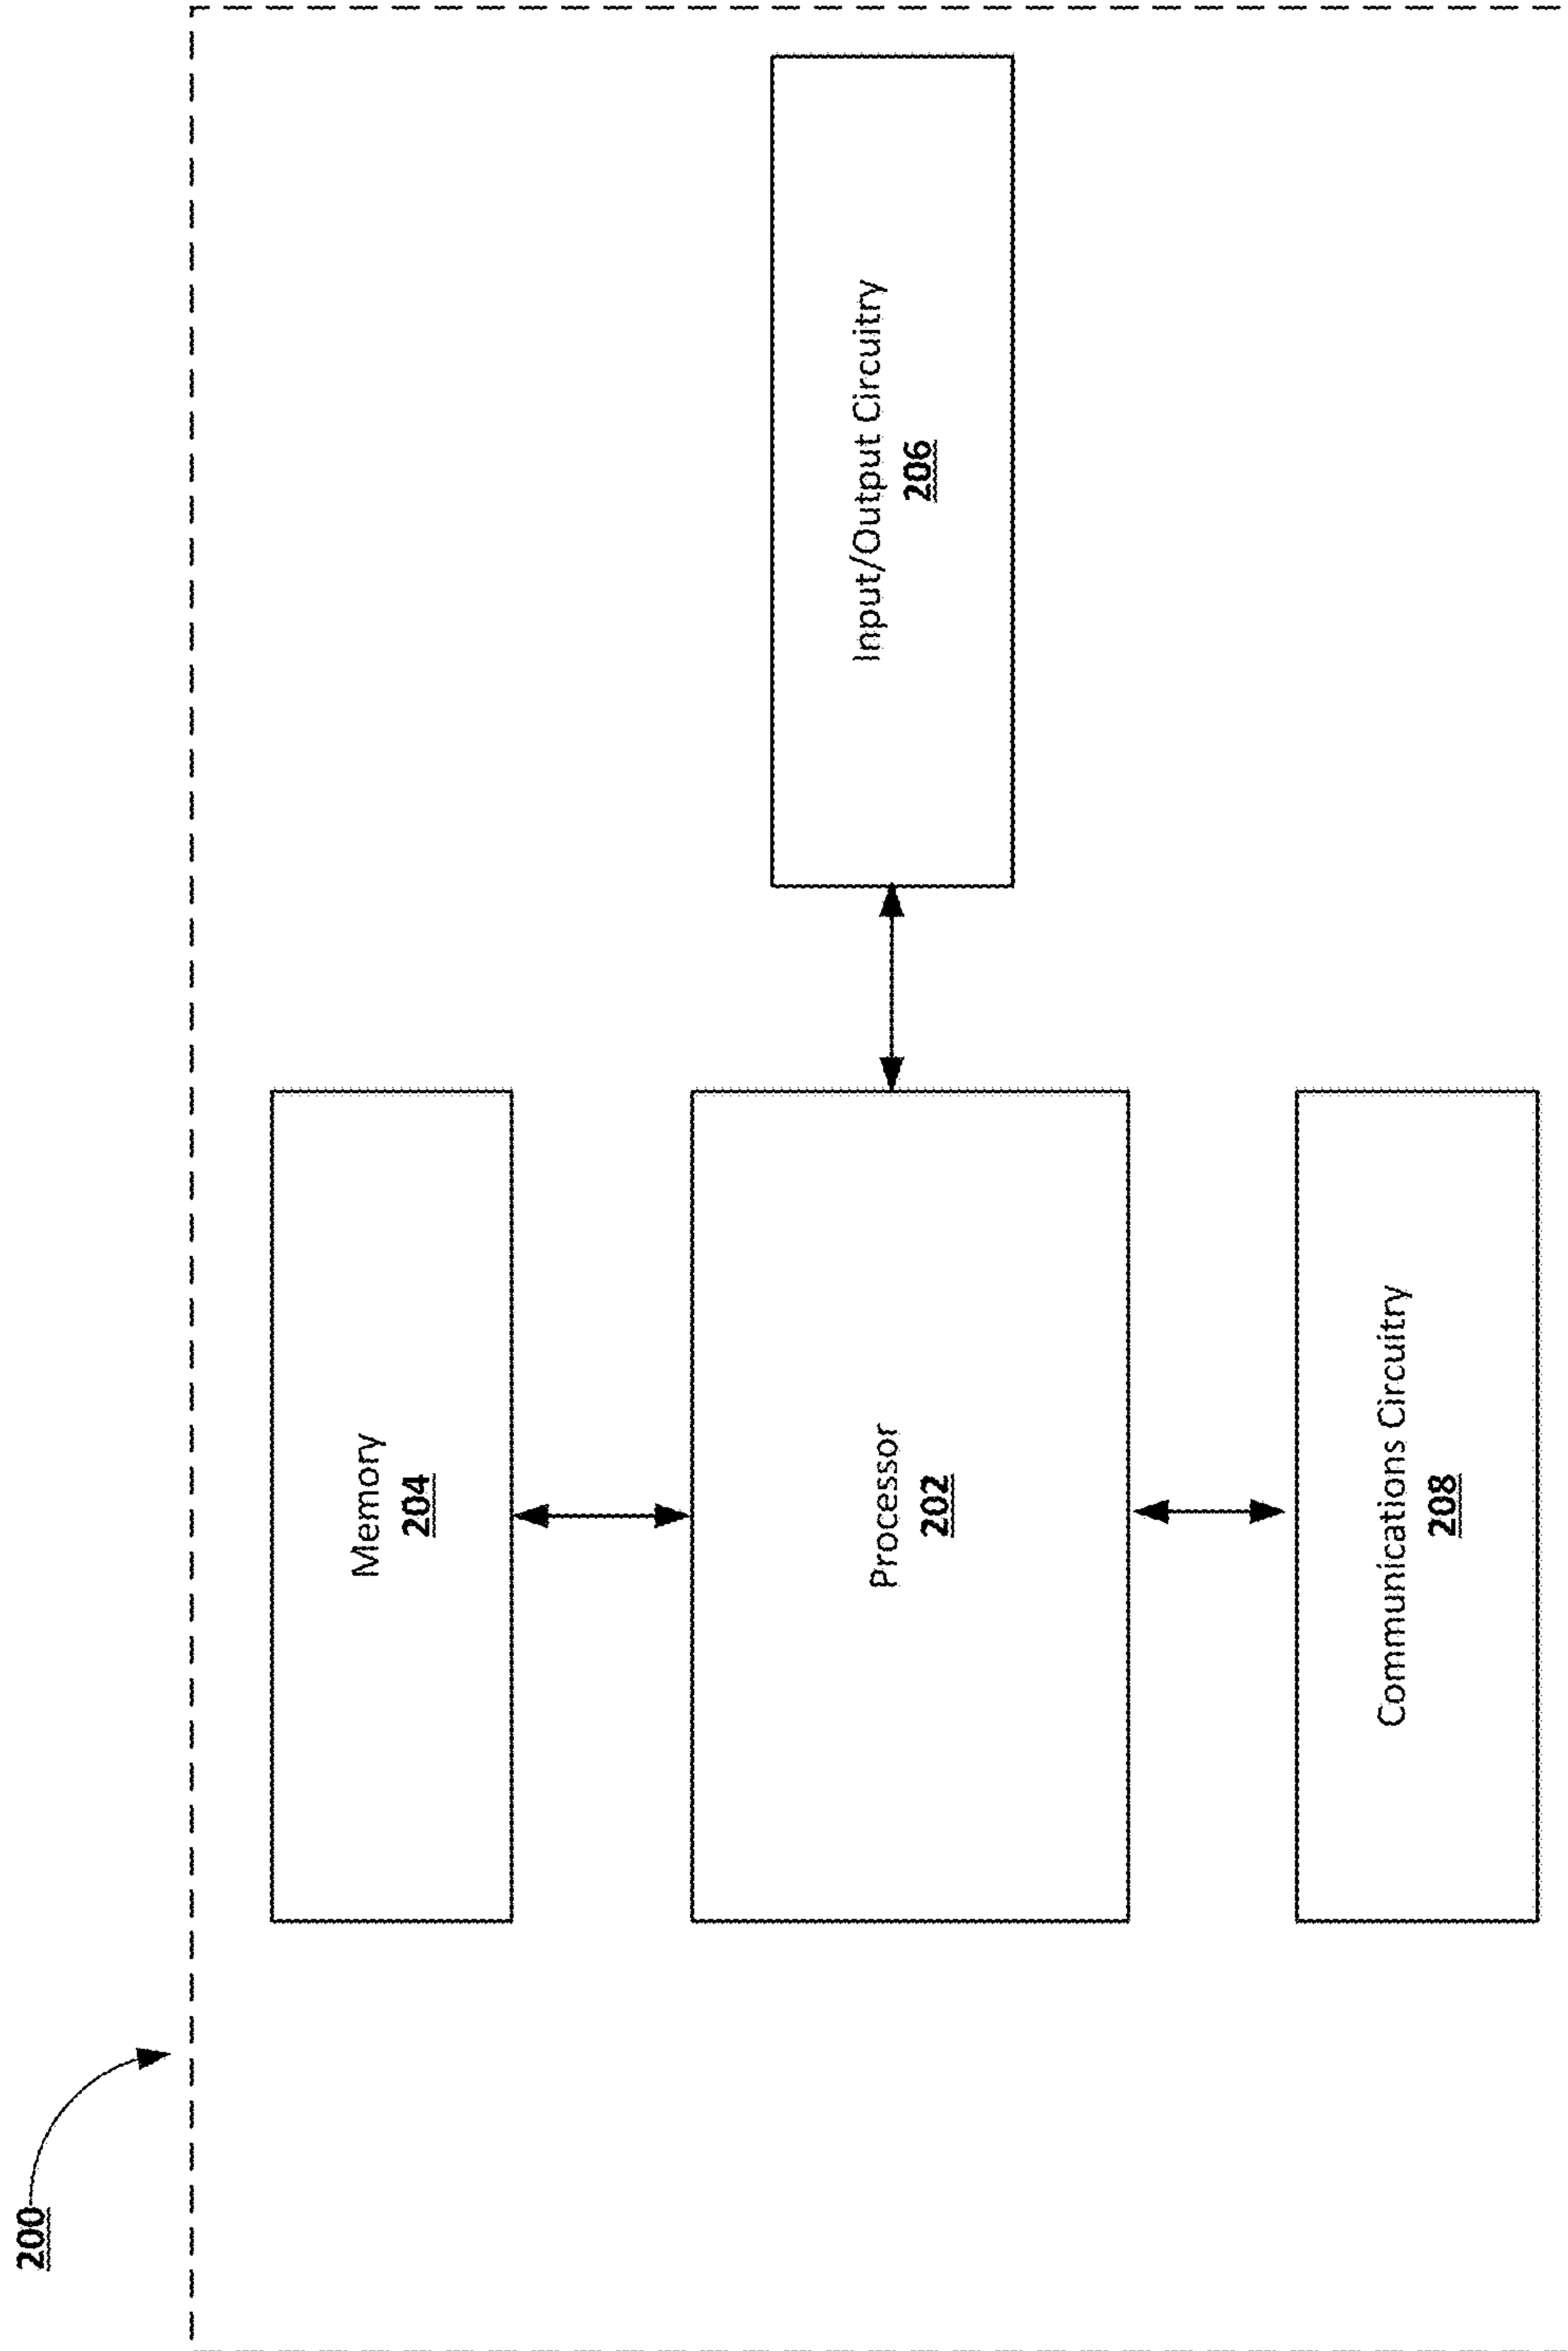 200
Memory
204
Processor
202
Input/Output Circuitry
206
Communications Circuitry
208